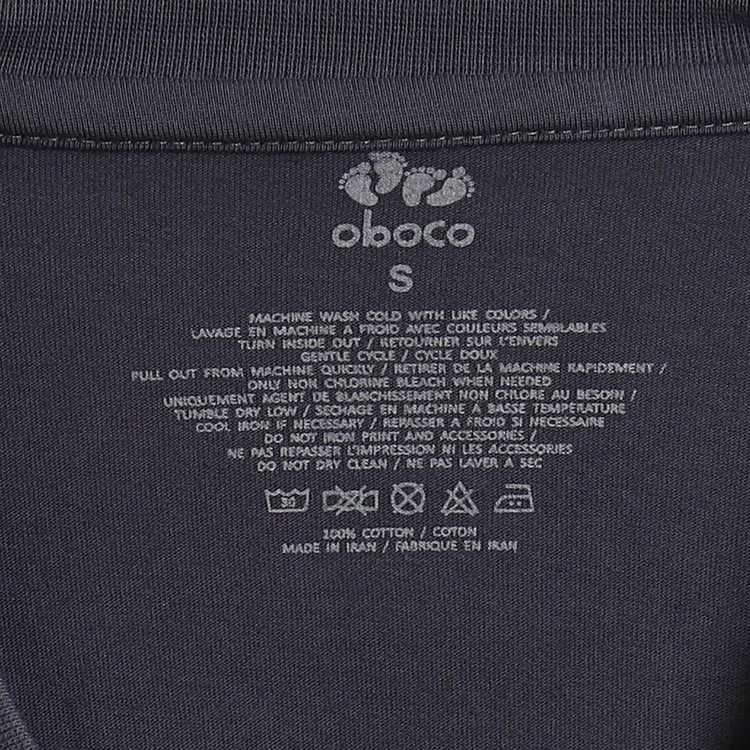 oboco
S
MACHINE WASH COLD WITH LIKE COLORS /
LAVAGE EN MACHINE A FROID AVEC COULEURS SEMBLABLES
TURN INSIDE OUT / RETOURNER SUR L'ENVERS
GENTLE CYCLE / CYCLE DOUX
PULL OUT FROM MACHINE QUICKLY / RETIRER DE LA MACHINE RAPIDEMENT /
ONLY NON CHLORINE BLEACH WHEN NEEDED
UNIQUEMENT AGENT DE BLANCHISSEMENT NON CHLORE AU BESOIN /
TUMBLE DRY LOW / SECHAGE EN MACHINE A BASSE TEMPERATURE
COOL IRON IF NECESSARY / REPASSER A FROID SI NECESSAIRE
DO NOT IRON PRINT AND ACCESSORIES /
NE PAS REPASSER L'IMPRESSION NI LES ACCESSORIES
DO NOT DRY CLEAN / NE PAS LAVER A SEC
30
100% COTTON / COTON
MADE IN IRAN / FABRIQUE EN IRAN